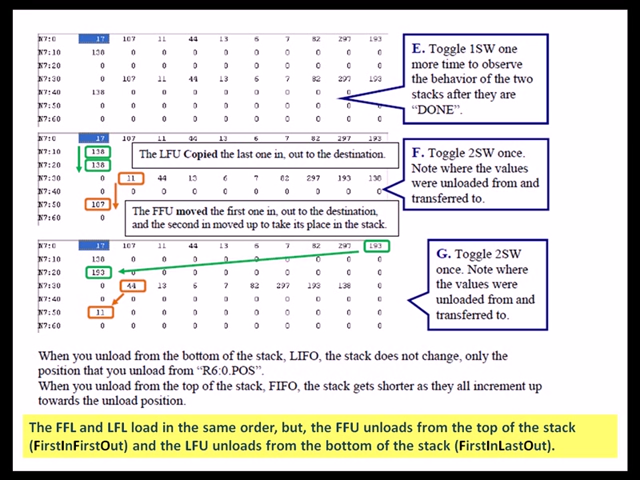 N7:0 17 107 11 44 13 6 7 82 297 193
N7:10 138 0 0 0 0 0 0 0 0 0
N7:20 0 0 0 0 0 0 0 0 0 0
N7:30 0 107 11 44 13 6 7 82 297 193
N7:40 138 0 0 0 0 0 0 0 0 0
N7:50 0 0 0 0 0 0 0 0 0 0
N7:60 0 0 0 0 0 0 0 0 0 0
E. Toggle 1SW one
more time to observe
the behavior of the two
stacks after they are
“DONE”.
N7:0 17 107 11 44 13 6 7 82 297 193
N7:10 138
N7:20 138
N7:30 0 11 44 13 6 7 82 297 193 138
N7:40 0 0 0 0 0 0 0 0 0 0
N7:50 107
N7:60 0
The LFU Copied the last one in, out to the destination.
The FFU moved the first one in, out to the destination,
and the second in moved up to take its place in the stack.
F. Toggle 2SW once.
Note where the values
were unloaded from and
transferred to.
N7:0 17 107 11 44 13 6 7 82 297 193
N7:10 138 0 0 0 0 0 0 0 0 0
N7:20 193 0 0 0 0 0 0 0 0 0
N7:30 0 44 13 6 7 82 297 193 138 0
N7:40 0 0 0 0 0 0 0 0 0 0
N7:50 11 0 0 0 0 0 0 0 0 0
N7:60 0 0 0 0 0 0 0 0 0 0
G. Toggle 2SW
once. Note where
the values were
unloaded from and
transferred to.
When you unload from the bottom of the stack, LIFO, the stack does not change, only the
position that you unload from “R6:0.POS”.
When you unload from the top of the stack, FIFO, the stack gets shorter as they all increment up
towards the unload position.
The FFL and LFL load in the same order, but, the FFU unloads from the top of the stack
(FirstInFirstOut) and the LFU unloads from the bottom of the stack (FirstInLastOut).